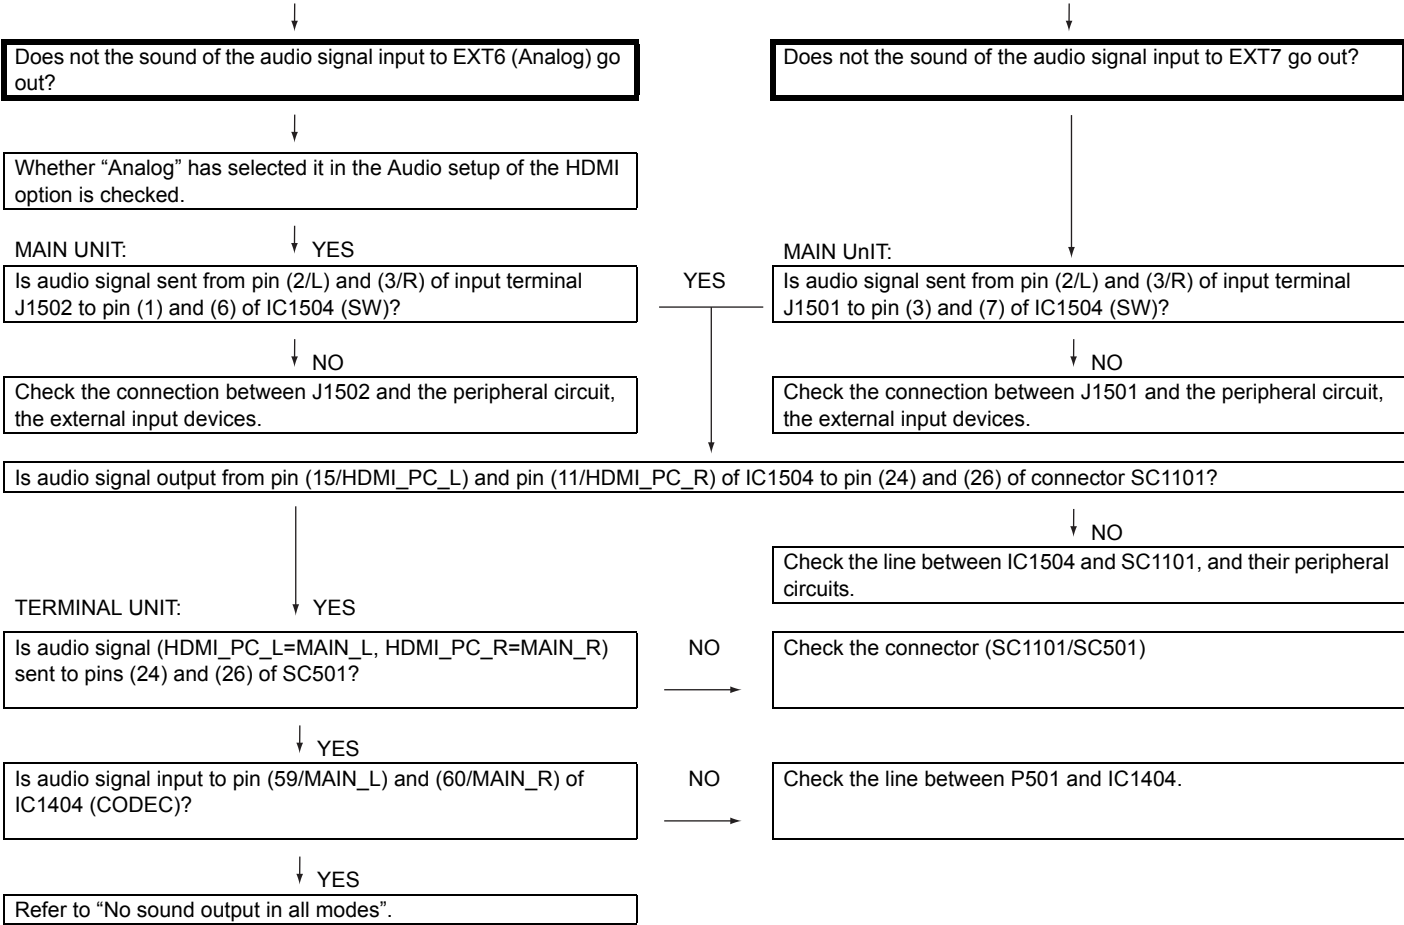 Does not the sound of the audio signal input to EXT6 (Analog) go
out?
Does not the sound of the audio signal input to EXT7 go out?
Whether “Analog” has selected it in the Audio setup of the HDMI
option is checked.
YES
MAIN UNIT:
Is audio signal sent from pin (2/L) and (3/R) of input terminal
J1502 to pin (1) and (6) of IC1504 (SW)?
YES
MAIN UnIT:
Is audio signal sent from pin (2/L) and (3/R) of input terminal
J1501 to pin (3) and (7) of IC1504 (SW)?
NO
Check the connection between J1502 and the peripheral circuit,
the external input devices.
NO
Check the connection between J1501 and the peripheral circuit,
the external input devices.
Is audio signal output from pin (15/HDMI_PC_L) and pin (11/HDMI_PC_R) of IC1504 to pin (24) and (26) of connector SC1101?
NO
Check the line between IC1504 and SC1101, and their peripheral
circuits.
TERMINAL UNIT:
YES
Is audio signal (HDMI_PC_L=MAIN_L, HDMI_PC_R=MAIN_R)
sent to pins (24) and (26) of SC501?
NO
Check the connector (SC1101/SC501)
YES
Is audio signal input to pin (59/MAIN_L) and (60/MAIN_R) of
IC1404 (CODEC)?
NO
Check the line between P501 and IC1404.
YES
Refer to “No sound output in all modes”.